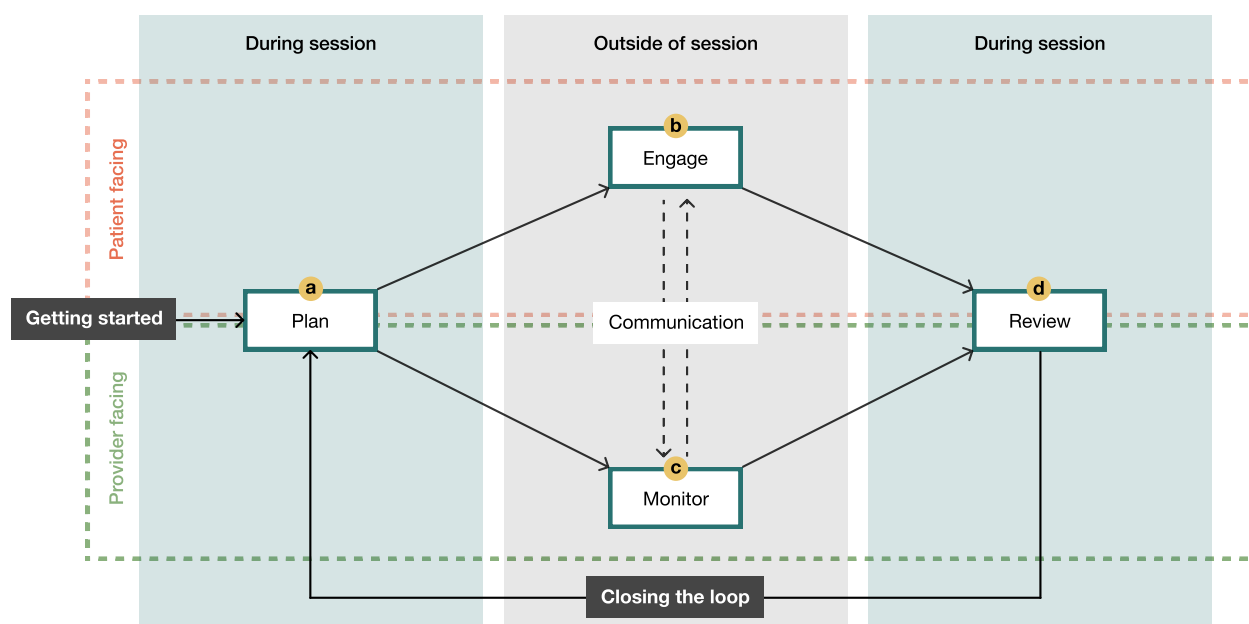 During session
Outside of session
During session
Patient facing
b
Engage
a
Plan
Getting started
Communication
d
Review
Provider facing
c
Monitor
Closing the loop